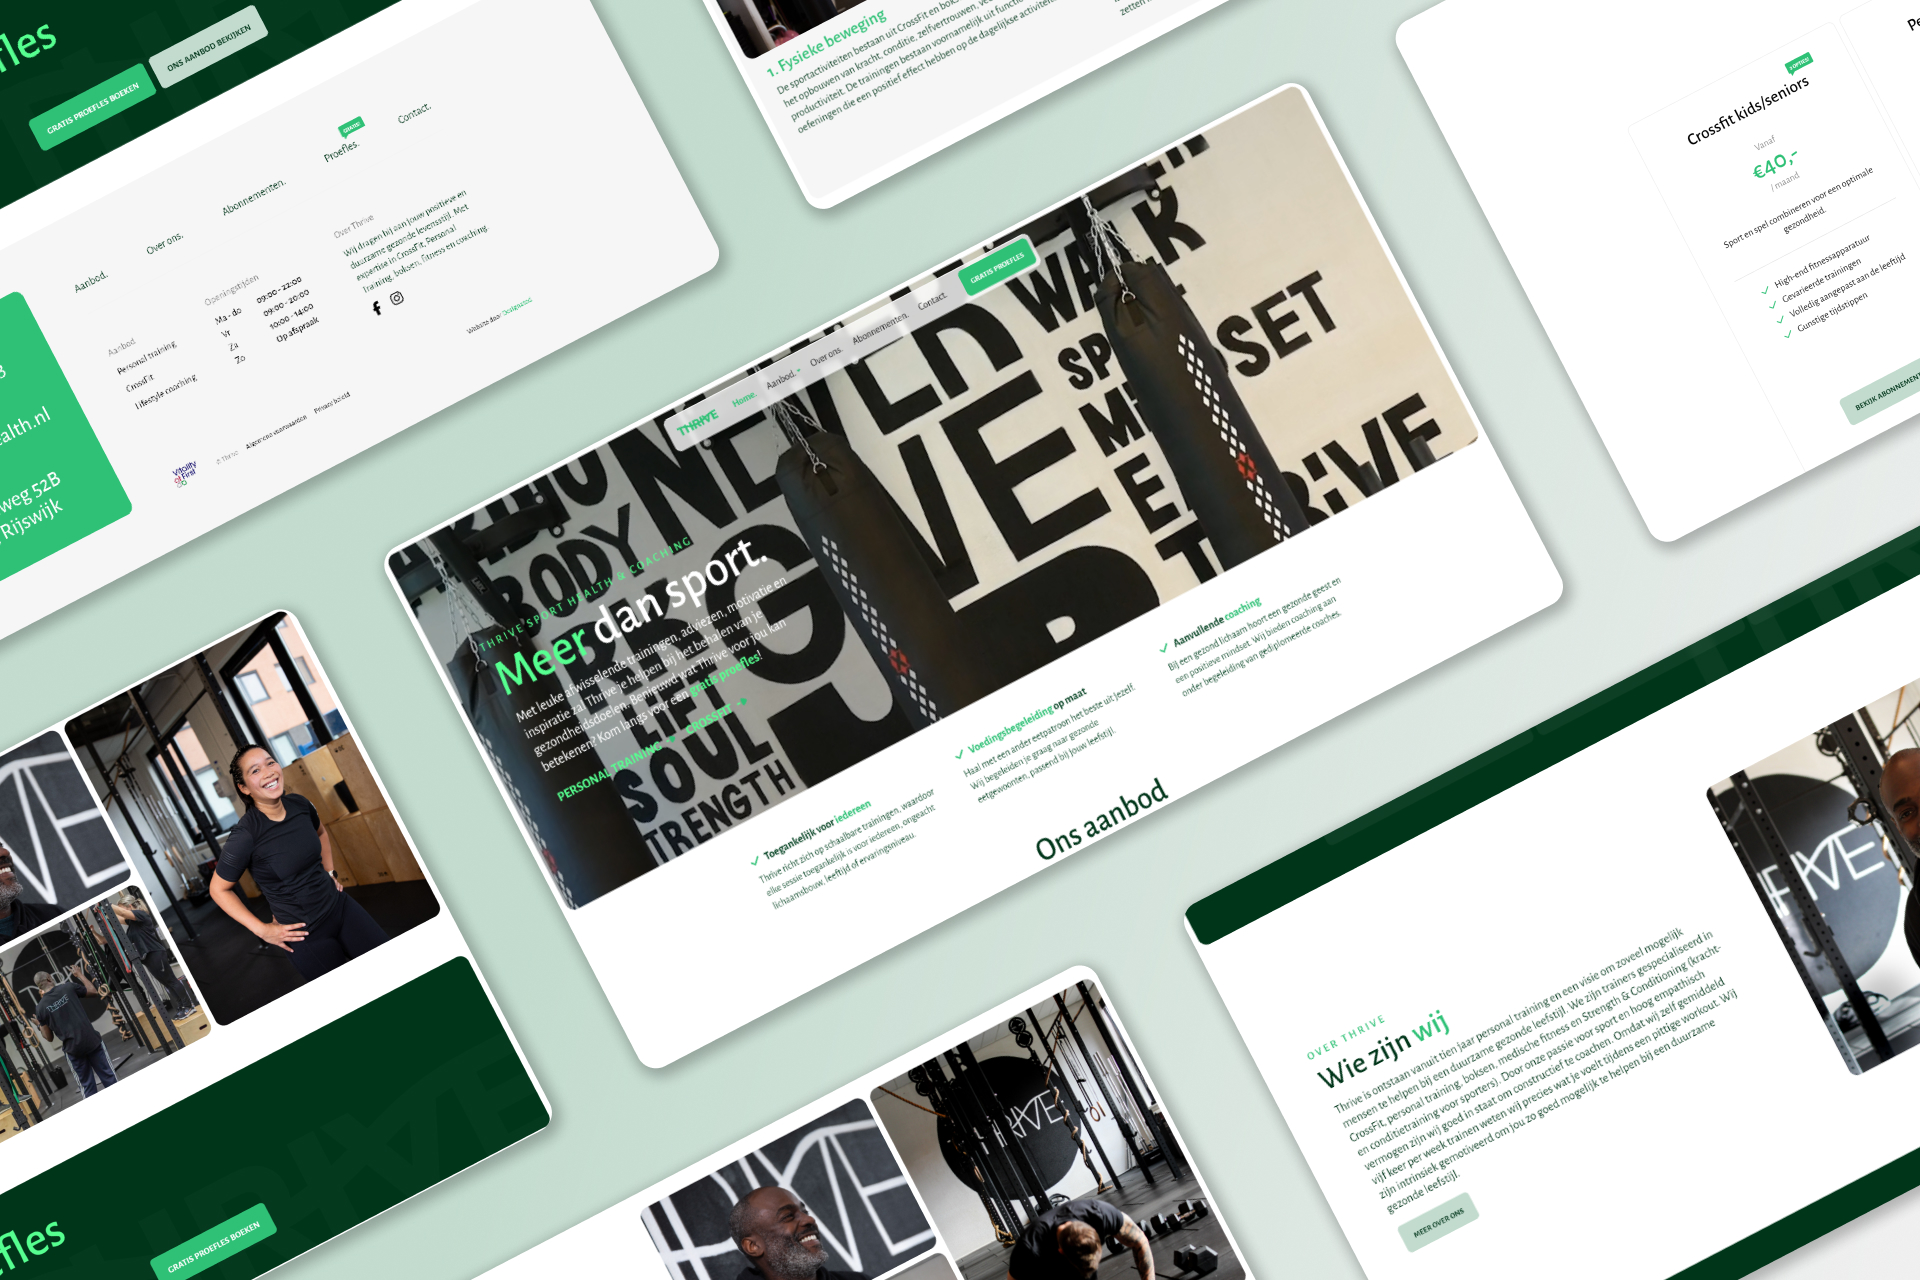 efles
GRATIS PROEFLES BOEKEN
ONS AANBOD BEKIJKEN
Aanbod.
Over ons.
Abonnementen.
GRATIS!
Proefles.
Contact.
alth.nl
weg 52B
Rijswijk
Aanbod
Personal training
CrossFit
Lifestyle coaching
Openingstijden
Ma - do 09:00 - 22:00
Vr 09:00 - 20:00
Za 10:00 - 14:00
Zo Op afspraak
Over Thrive
Wij dragen bij aan jouw positieve en
duurzame gezonde levensstijl. Met
expertise in CrossFit, Personal
Training, boksen, fitness en coaching.
Vitality
First
© Thrive
Algemene voorwaarden
Privacy beleid
Website door
1. Fysieke beweging
De sportactiviteiten bestaan uit CrossFit en boks
het opbouwen van kracht, conditie, zelfvertrouwen,
productiviteit. De trainingen bestaan voornamelijk uit
oefeningen die een positief effect hebben op de dagelijkse
zetten
Crossfit kids/seniors
Vanaf
€40,-
/ maand
Sport en spel combineren voor een optimale
gezondheid.
High-end fitnessapparatuur
Gevarieerde trainingen
Volledig aangepast aan de leeftijd
Gunstige tijdstippen
BEKIJK ABONNEMENT
Pe
THRIVE
Home.
Aanbod.
Over ons.
Abonnementen.
Contact.
GRATIS PROEFLES
NEVER
WALK
BODY
MINDSET
SOUL
STRENGTH
THRIVE
THRIVE SPORT HEALTH & COACHING
Meer dan sport.
Met leuke afwisselende trainingen, adviezen, motivatie en
inspiratie zal Thrive je helpen bij het behalen van je
gezondheidsdoelen. Benieuwd wat Thrive voor jou kan
betekenen? Kom langs voor een gratis proefles!
PERSONAL TRAINING
CROSSFIT
Toegankelijk voor iedereen
Thrive richt zich op schaalbare trainingen, waardoor
elke sessie toegankelijk is voor iedereen, ongeacht
lichaamsbouw, leeftijd of ervaringsniveau.
Voedingsbegeleiding op maat
Haal met een ander eetpatroon het beste uit jezelf.
Wij begeleiden je graag naar gezonde
eetgewoonten, passend bij jouw leefstijl.
Aanvullende coaching
Bij een gezond lichaam hoort een gezonde geest en
een positieve mindset. Wij bieden coaching aan
onder begeleiding van gediplomeerde coaches.
Ons aanbod
efles
GRATIS PROEFLES BOEKEN
OVER THRIVE
Wie zijn wij
Thrive is ontstaan vanuit tien jaar personal training en een visie om zoveel mogelijk
mensen te helpen bij een duurzame gezonde leefstijl. We zijn trainers gespecialiseerd in
CrossFit, personal training, boksen, medische fitness en Strength & Conditioning (kracht-
en conditietraining voor sporters). Door onze passie voor sport en hoog empathisch
vermogen zijn wij goed in staat om constructief te coachen. Omdat wij zelf gemiddeld
vijf keer per week trainen weten wij precies wat je voelt tijdens een pittige workout. Wij
zijn intrinsiek gemotiveerd om jou zo goed mogelijk te helpen bij een duurzame
gezonde leefstijl.
MEER OVER ONS